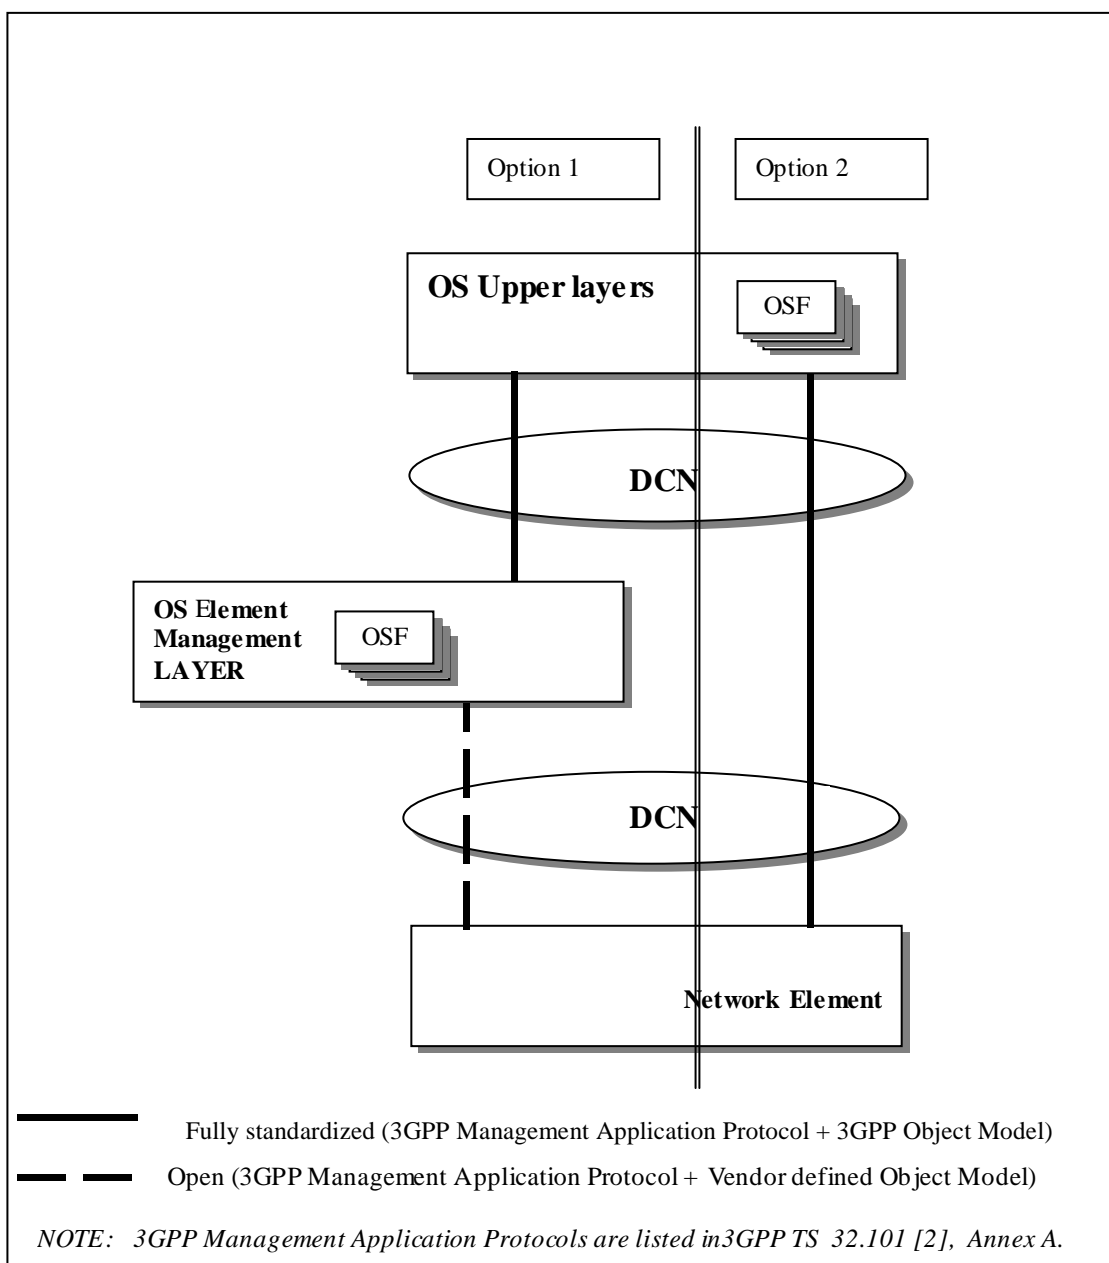 Option 1
Option 2
OS Upper layers
OSF
DCN
OS Element
Management
LAYER
OSF
DCN
Network Element
Fully standardized (3GPP Management Application Protocol + 3GPP Object Model)
Open (3GPP Management Application Protocol + Vendor defined Object Model)
NOTE: 3GPP Management Application Protocols are listed in3GPP TS 32.101 [2], Annex A.